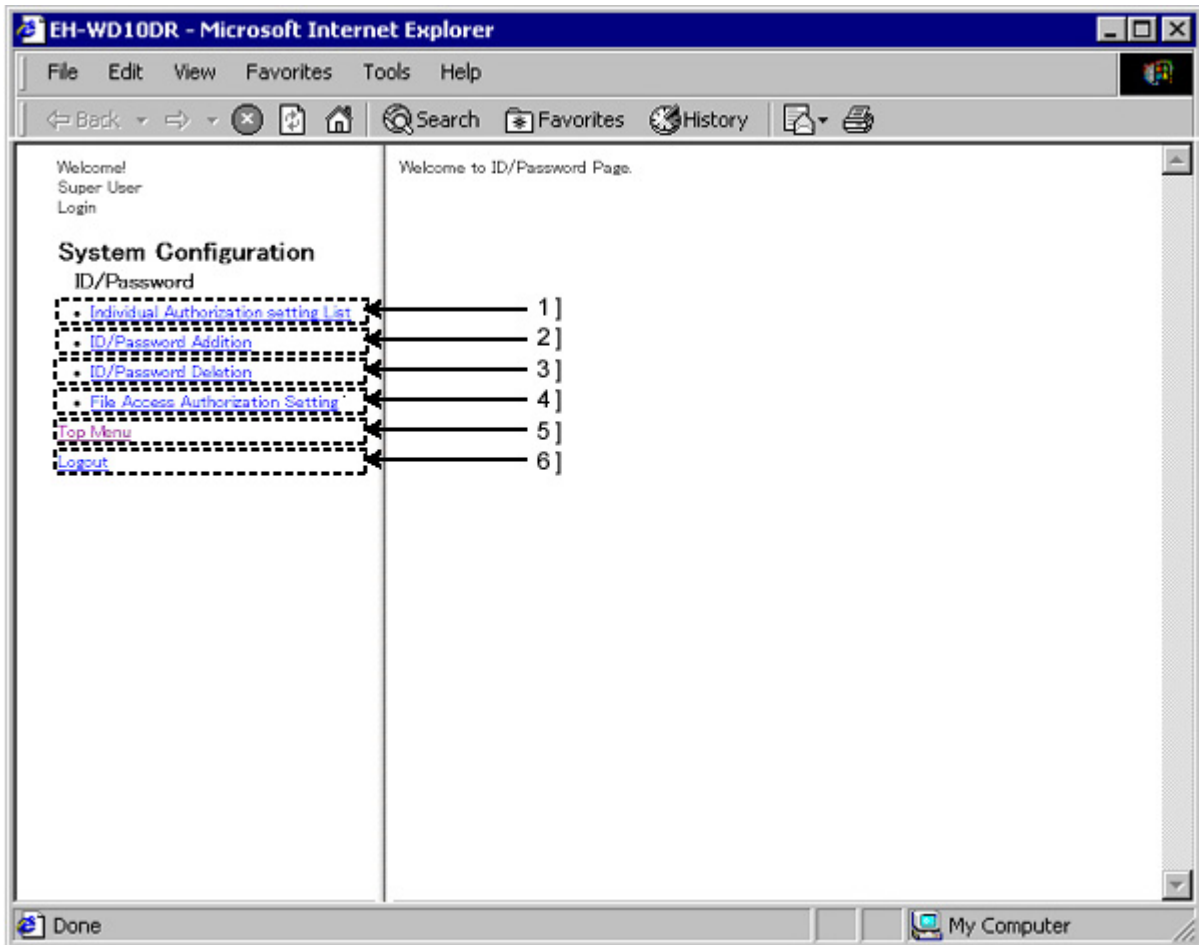 EH-WD10DR - Microsoft Internet Explorer
File Edit View Favorites Tools Help
Back Search Favorites History
Welcome!
Super User
Login
System Configuration
ID/Password
• Individual Authorization setting List
• ID/Password Addition
• ID/Password Deletion
• File Access Authorization Setting
Top Menu
Logout
Welcome to ID/Password Page.
1]
2]
3]
4]
5]
6]
Done
My Computer